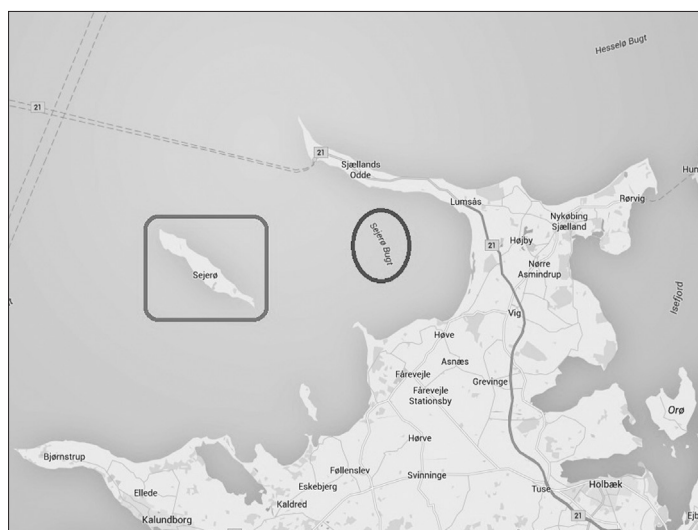 Hesselø Bugt
21
21
Sjællands
Odde
Hun
Lumsås
Rørvig
Nykøbing
Sjælland
Sejerø Bugt
21
Højby
Nørre
Asmindrup
Sejerø
Isefjord
Vig
Høve
Asnæs
Fårevejle
Grevinge
Fårevejle
Stationsby
Orø
Hørve
Bjørnstrup
Føllenslev
Svinninge
Eskebjerg
Holbæk
Tuse
Ellede
Kaldred
Kalundborg
21
Ejb